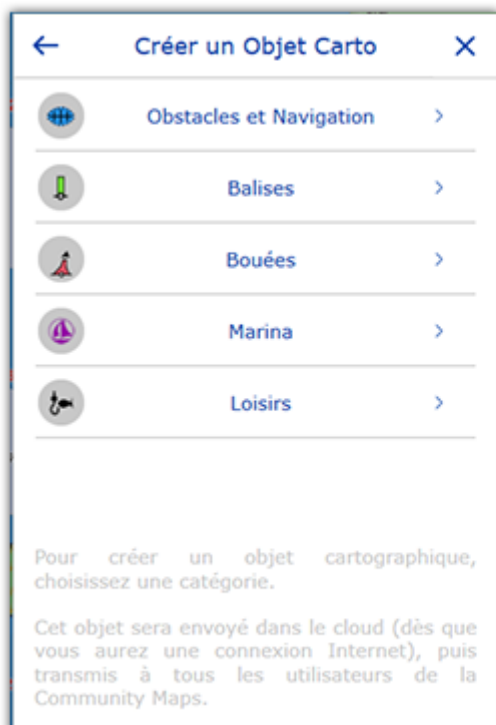 Créer un Objet Carto
Obstacles et Navigation
Balises
Bouées
Marina
Loisirs
Pour créer un objet cartographique,
choisissez une catégorie.
Cet objet sera envoyé dans le cloud (dès que
vous aurez une connexion Internet), puis
transmis à tous les utilisateurs de la
Community Maps.